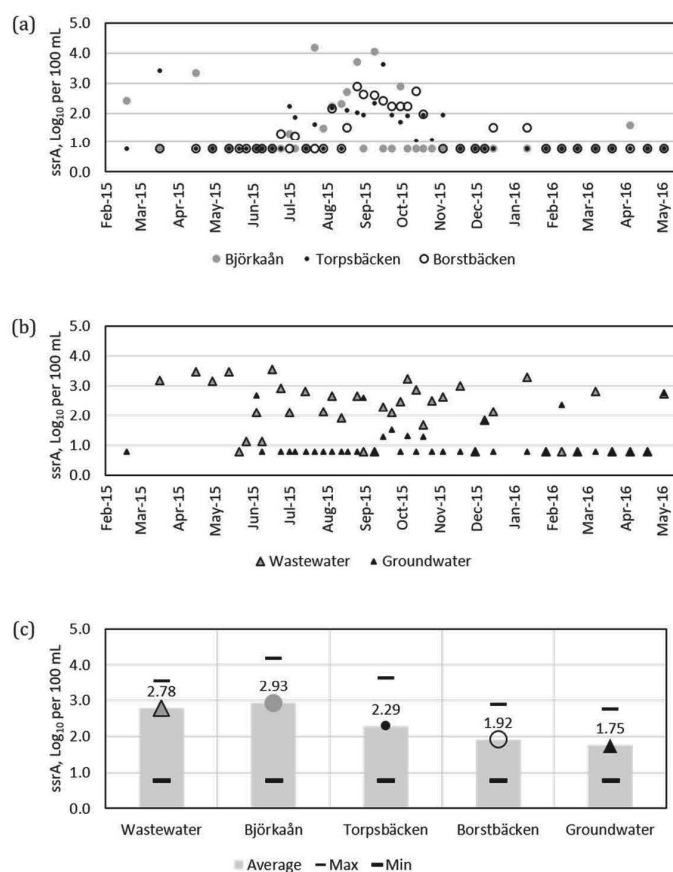 (a)
ssrA, Log10 per 100 mL
5.0
4.0
3.0
2.0
1.0
0.0
Feb-15 Mar-15 Apr-15 May-15 Jun-15 Jul-15 Aug-15 Sep-15 Oct-15 Nov-15 Dec-15 Jan-16 Feb-16 Mar-16 Apr-16 May-16
Björkaån Torpsbäcken Borstbäcken
(b)
ssrA, Log10 per 100 mL
5.0
4.0
3.0
2.0
1.0
0.0
Feb-15 Mar-15 Apr-15 May-15 Jun-15 Jul-15 Aug-15 Sep-15 Oct-15 Nov-15 Dec-15 Jan-16 Feb-16 Mar-16 Apr-16 May-16
Wastewater Groundwater
(c)
ssrA, Log10 per 100 mL
5.0
4.0
3.0
2.0
1.0
0.0
2.78 2.93 2.29 1.92 1.75
Wastewater Björkaån Torpsbäcken Borstbäcken Groundwater
Average Max Min